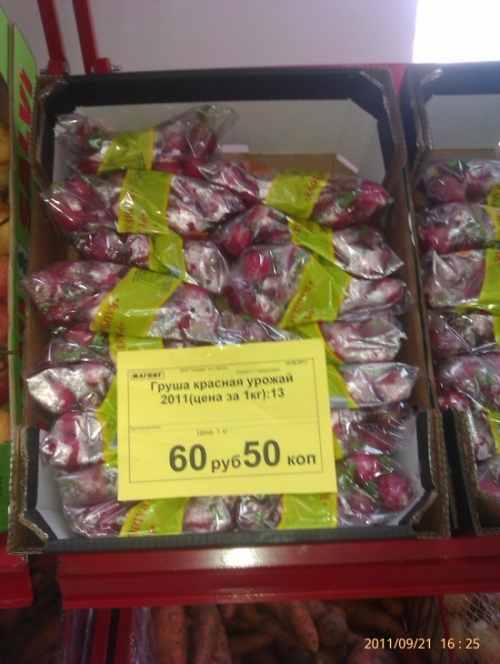 МАГНИТ
Груша красная урожай
2011(цена за 1кг):13
Цена 1 кг
60 руб 50 коп
2011/09/21 16:25